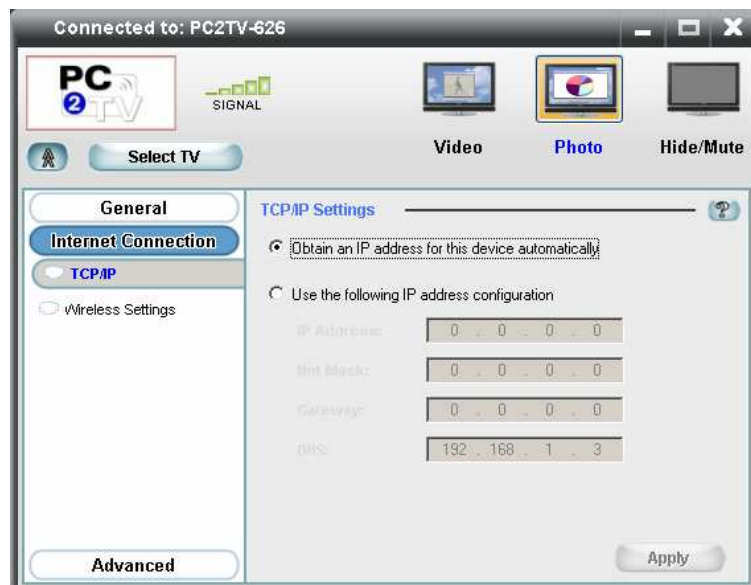 Connected to: PC2TV-626
PC
2 TV
SIGNAL
Video
Photo
Hide/Mute
Select TV
General
Internet Connection
TCP/IP
Wireless Settings
Advanced
TCP/IP Settings
?
Obtain an IP address for this device automatically
Use the following IP address configuration
IP Address:
0 . 0 . 0 . 0
Net Mask:
0 . 0 . 0 . 0
Gateway:
0 . 0 . 0 . 0
DNS:
192 . 168 . 1 . 3
Apply